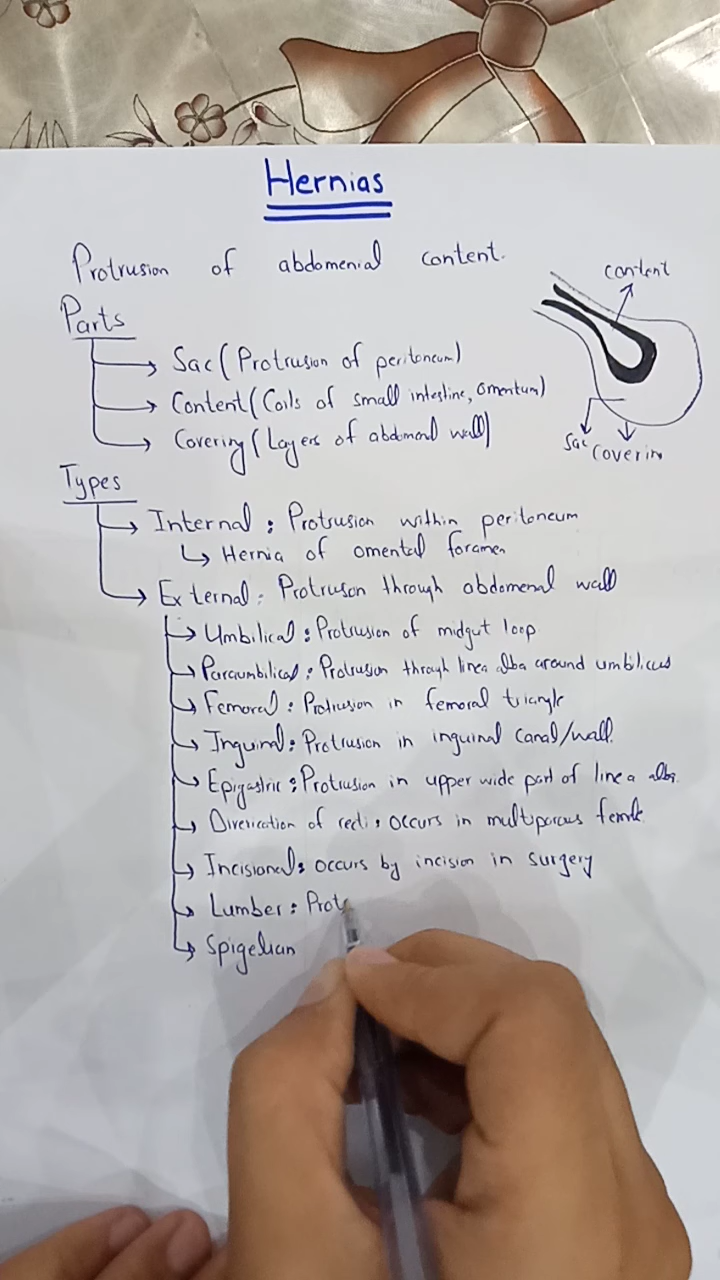 Hernias
Protrusion of abdomenial content.
content
Parts
Sac (Protrusion of peritoneum)
Content (Coils of small intestine, omentum)
Covering (Layers of abdomenal wall)
Sac
Coverin
Types
Internal : Protrusion within peritoneum
Hernia of omental foramen
External : Protruson through abdomenal wall
Umbilical : Protrusion of midgut loop
Paraumbilical : Protrusion through linea alba around umblicus
Femoral : Protrusion in femoral triangle
Inguinal : Protrusion in inguinal Canal/wall.
Epigastric : Protrusion in upper wide part of linea alba.
Diverication of recti : occurs in multiparous female
Incisional : occurs by incision in surgery
Lumber : Prot
Spigelian